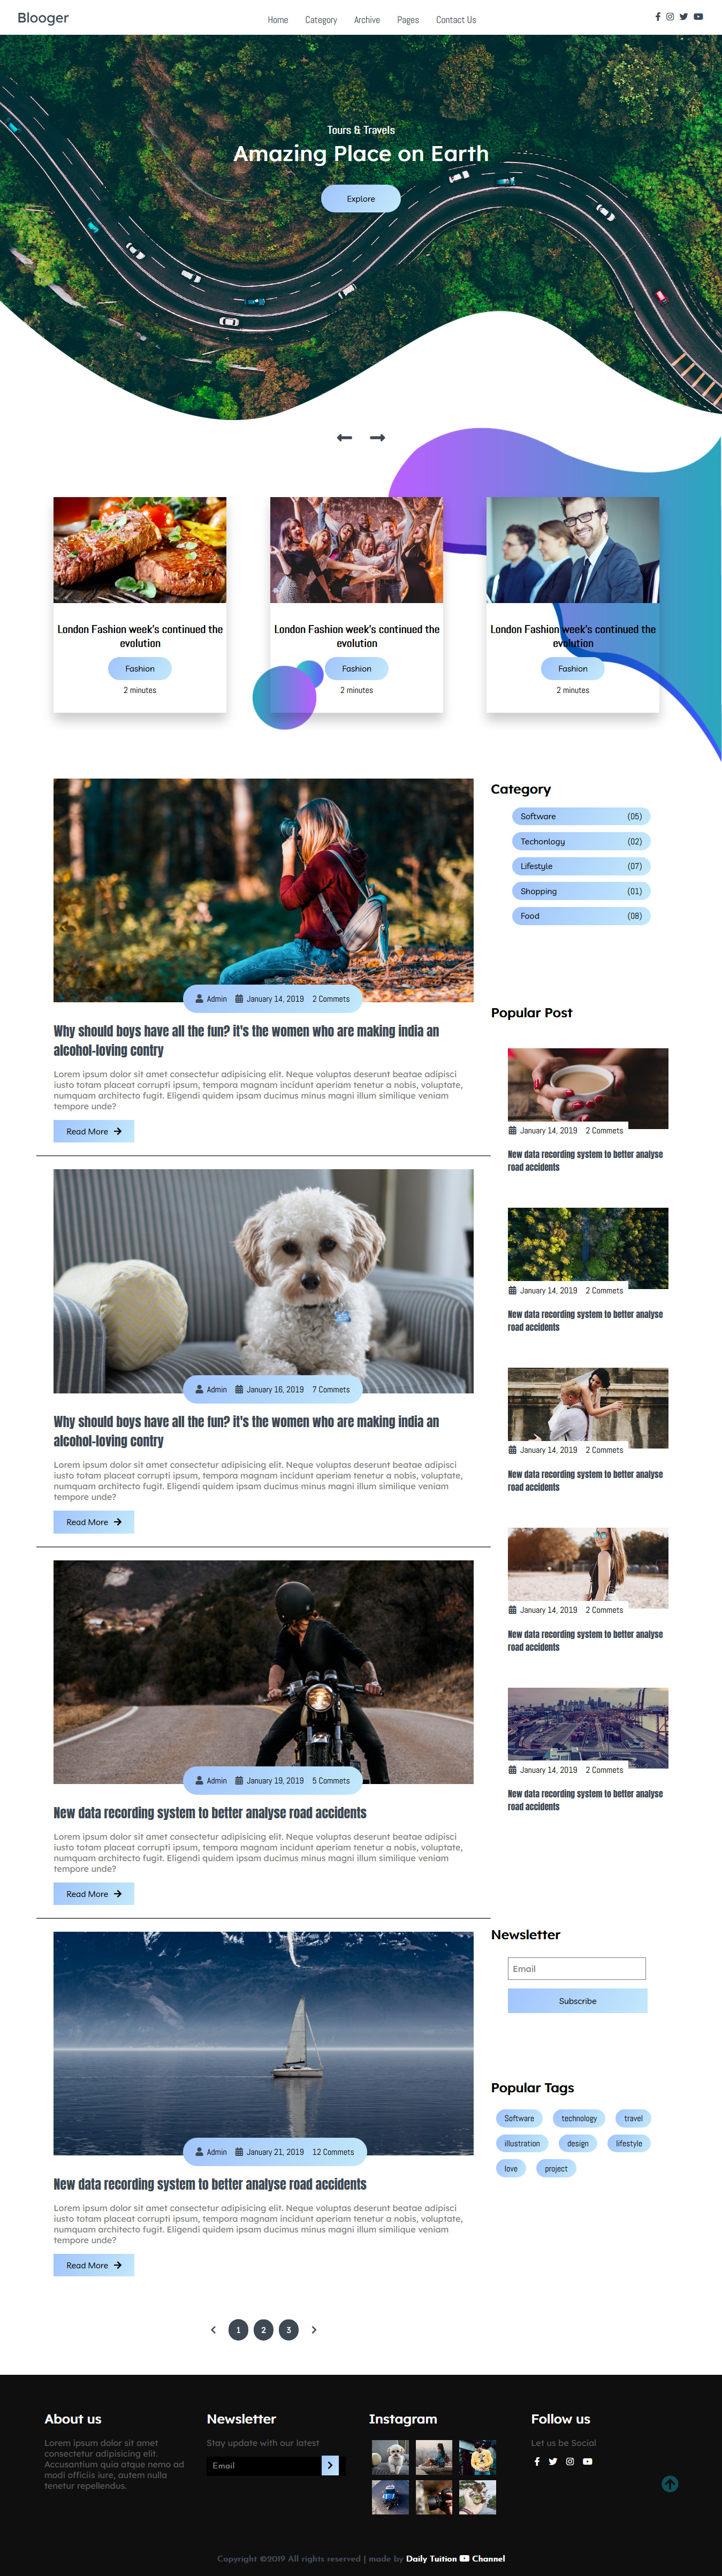 Blooger
Home Category Archive Pages Contact Us
Tours & Travels
Amazing Place on Earth
Explore
London Fashion week's continued the
evolution
Fashion
2 minutes
London Fashion week's continued the
evolution
Fashion
2 minutes
London Fashion week's continued the
evolution
Fashion
2 minutes
Admin January 14, 2019 2 Commets
Why should boys have all the fun? it's the women who are making india an
alcohol-loving contry
Lorem ipsum dolor sit amet consectetur adipisicing elit. Neque voluptas deserunt beatae adipisci
iusto totam placeat corrupti ipsum, tempora magnam incidunt aperiam tenetur a nobis, voluptate,
numquam architecto fugit. Eligendi quidem ipsam ducimus minus magni illum similique veniam
tempore unde?
Read More
Admin January 16, 2019 7 Commets
Why should boys have all the fun? it's the women who are making india an
alcohol-loving contry
Lorem ipsum dolor sit amet consectetur adipisicing elit. Neque voluptas deserunt beatae adipisci
iusto totam placeat corrupti ipsum, tempora magnam incidunt aperiam tenetur a nobis, voluptate,
numquam architecto fugit. Eligendi quidem ipsam ducimus minus magni illum similique veniam
tempore unde?
Read More
Admin January 19, 2019 5 Commets
New data recording system to better analyse road accidents
Lorem ipsum dolor sit amet consectetur adipisicing elit. Neque voluptas deserunt beatae adipisci
iusto totam placeat corrupti ipsum, tempora magnam incidunt aperiam tenetur a nobis, voluptate,
numquam architecto fugit. Eligendi quidem ipsam ducimus minus magni illum similique veniam
tempore unde?
Read More
Admin January 21, 2019 12 Commets
New data recording system to better analyse road accidents
Lorem ipsum dolor sit amet consectetur adipisicing elit. Neque voluptas deserunt beatae adipisci
iusto totam placeat corrupti ipsum, tempora magnam incidunt aperiam tenetur a nobis, voluptate,
numquam architecto fugit. Eligendi quidem ipsam ducimus minus magni illum similique veniam
tempore unde?
Read More
1 2 3
Category
Software (05)
Techonlogy (02)
Lifestyle (07)
Shopping (01)
Food (08)
Popular Post
January 14, 2019 2 Commets
New data recording system to better analyse
road accidents
January 14, 2019 2 Commets
New data recording system to better analyse
road accidents
January 14, 2019 2 Commets
New data recording system to better analyse
road accidents
January 14, 2019 2 Commets
New data recording system to better analyse
road accidents
January 14, 2019 2 Commets
New data recording system to better analyse
road accidents
Newsletter
Email
Subscribe
Popular Tags
Software technology travel
illustration design lifestyle
love project
About us
Lorem ipsum dolor sit amet
consectetur adipisicing elit.
Accusantium quia atque nemo ad
modi officiis iure, autem nulla
tenetur repellendus.
Newsletter
Stay update with our latest
Email
Instagram
Follow us
Let us be Social
Copyright ©2019 All rights reserved | made by Daily Tuition Channel